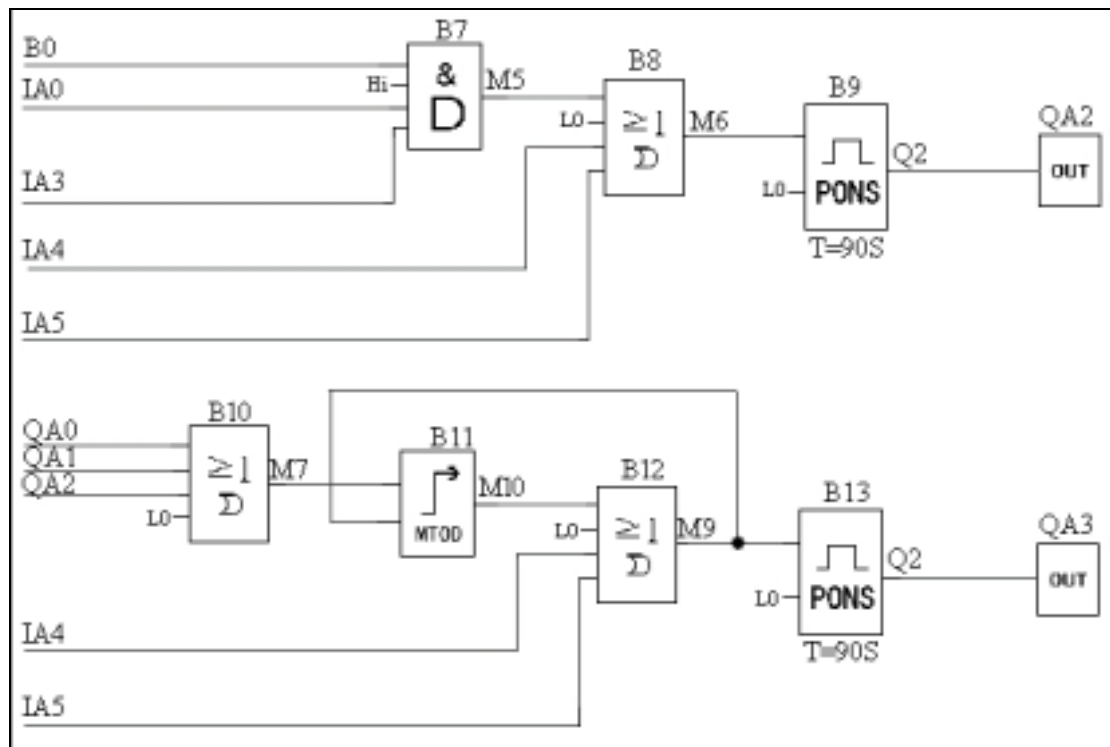 B0
IA0
IA3
IA4
IA5
B7
Hi
&
M5
B8
L0
≥1
M6
B9
L0
PONS
T=90S
Q2
QA2
OUT
QA0
QA1
QA2
L0
B10
≥1
M7
B11
MTOD
M10
B12
L0
≥1
M9
IA4
IA5
B13
L0
PONS
T=90S
Q2
QA3
OUT